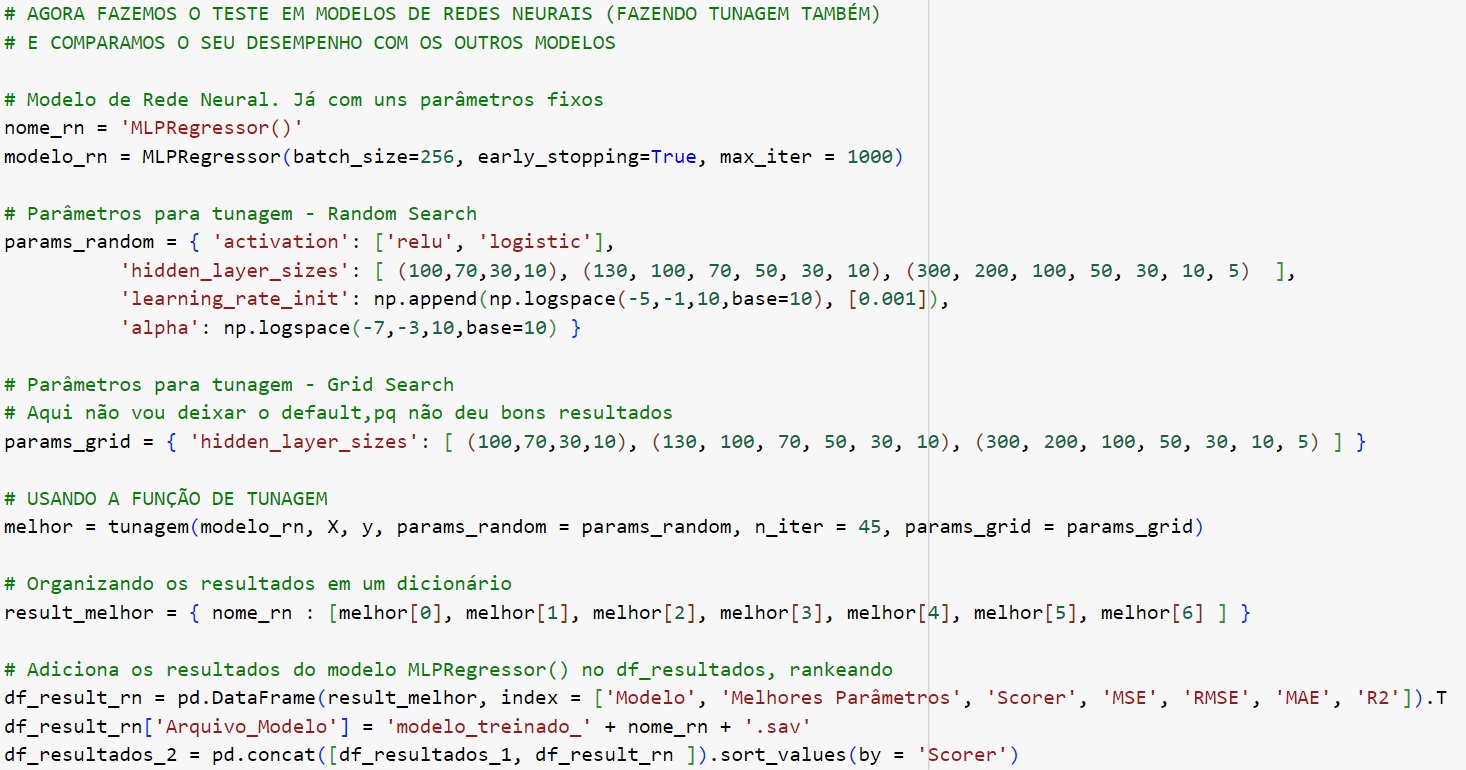 # AGORA FAZEMOS O TESTE EM MODELOS DE REDES NEURAIS (FAZENDO TUNAGEM TAMBÉM)
# E COMPARAMOS O SEU DESEMPENHO COM OS OUTROS MODELOS
# Modelo de Rede Neural. Já com uns parâmetros fixos
nome_rn = 'MLPRegressor()'
modelo_rn = MLPRegressor(batch_size=256, early_stopping=True, max_iter = 1000)
# Parâmetros para tunagem - Random Search
params_random = { 'activation': ['relu', 'logistic'],
'hidden_layer_sizes': [ (100,70,30,10), (130, 100, 70, 50, 30, 10), (300, 200, 100, 50, 30, 10, 5)  ],
'learning_rate_init': np.append(np.logspace(-5,-1,10,base=10), [0.001]),
'alpha': np.logspace(-7,-3,10,base=10) }
# Parâmetros para tunagem - Grid Search
# Aqui não vou deixar o default,pq não deu bons resultados
params_grid = { 'hidden_layer_sizes': [ (100,70,30,10), (130, 100, 70, 50, 30, 10), (300, 200, 100, 50, 30, 10, 5) ] }
# USANDO A FUNÇÃO DE TUNAGEM
melhor = tunagem(modelo_rn, X, y, params_random = params_random, n_iter = 45, params_grid = params_grid)
# Organizando os resultados em um dicionário
result_melhor = { nome_rn : [melhor[0], melhor[1], melhor[2], melhor[3], melhor[4], melhor[5], melhor[6] ] }
# Adiciona os resultados do modelo MLPRegressor() no df_resultados, rankeando
df_result_rn = pd.DataFrame(result_melhor, index = ['Modelo', 'Melhores Parâmetros', 'Scorer', 'MSE', 'RMSE', 'MAE', 'R2']).T
df_result_rn['Arquivo_Modelo'] = 'modelo_treinado_' + nome_rn + '.sav'
df_resultados_2 = pd.concat([df_resultados_1, df_result_rn ]).sort_values(by = 'Scorer')